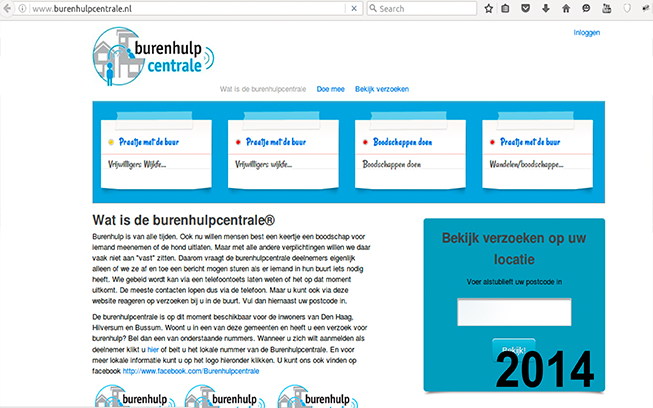 www.burenhulpcentrale.nl
Search
burenhulp
centrale
Inloggen
Wat is de burenhulpcentrale Doe mee Bekijk verzoeken
Praatje met de buur
Vrijwilligers Wijde...
Praatje met de buur
Vrijwilligers wijde...
Boodschappen doen
Boodschappen doen
Praatje met de buur
Wandelen/boodschappe...
Wat is de burenhulpcentrale®
Burenhulp is van alle tijden. Ook nu willen mensen best een keertje een boodschap voor
iemand meenemen of de hond uitlaten. Maar met alle andere verplichtingen willen we daar
vaak niet aan "vast" zitten. Daarom vraagt de burenhulpcentrale deelnemers eigenlijk
alleen of we ze af en toe een bericht mogen sturen als er iemand in hun buurt iets nodig
heeft. Wie gebeld wordt kan via een telefoontoets laten weten of het op dat moment
uitkomt. De meeste contacten lopen dus via de telefoon. Maar u kunt ook via deze
website reageren op verzoeken bij u in de buurt. Vul dan hiernaast uw postcode in.
De burenhulpcentrale is op dit moment beschikbaar voor de inwoners van Den Haag,
Hilversum en Bussum. Woont u in een van deze gemeenten en heeft u een verzoek voor
burenhulp? Bel dan een van onderstaande nummers. Wanneer u zich wilt aanmelden als
deelnemer klikt u hier of belt u het lokale nummer van de Burenhulpcentrale. En voor
meer lokale informatie kunt u op het logo hieronder klikken. U kunt ons ook vinden op
facebook http://www.facebook.com/Burenhulpcentrale
Bekijk verzoeken op uw
locatie
Voer alstublieft uw postcode in
Bekijk!
2014
burenhulp
centrale
burenhulp
centrale
burenhulp
centrale